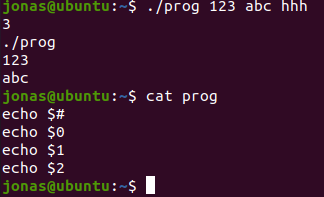 jonas@ubuntu:~$ ./prog 123 abc hhh
3
./prog
123
abc
jonas@ubuntu:~$ cat prog
echo $#
echo $0
echo $1
echo $2
jonas@ubuntu:~$